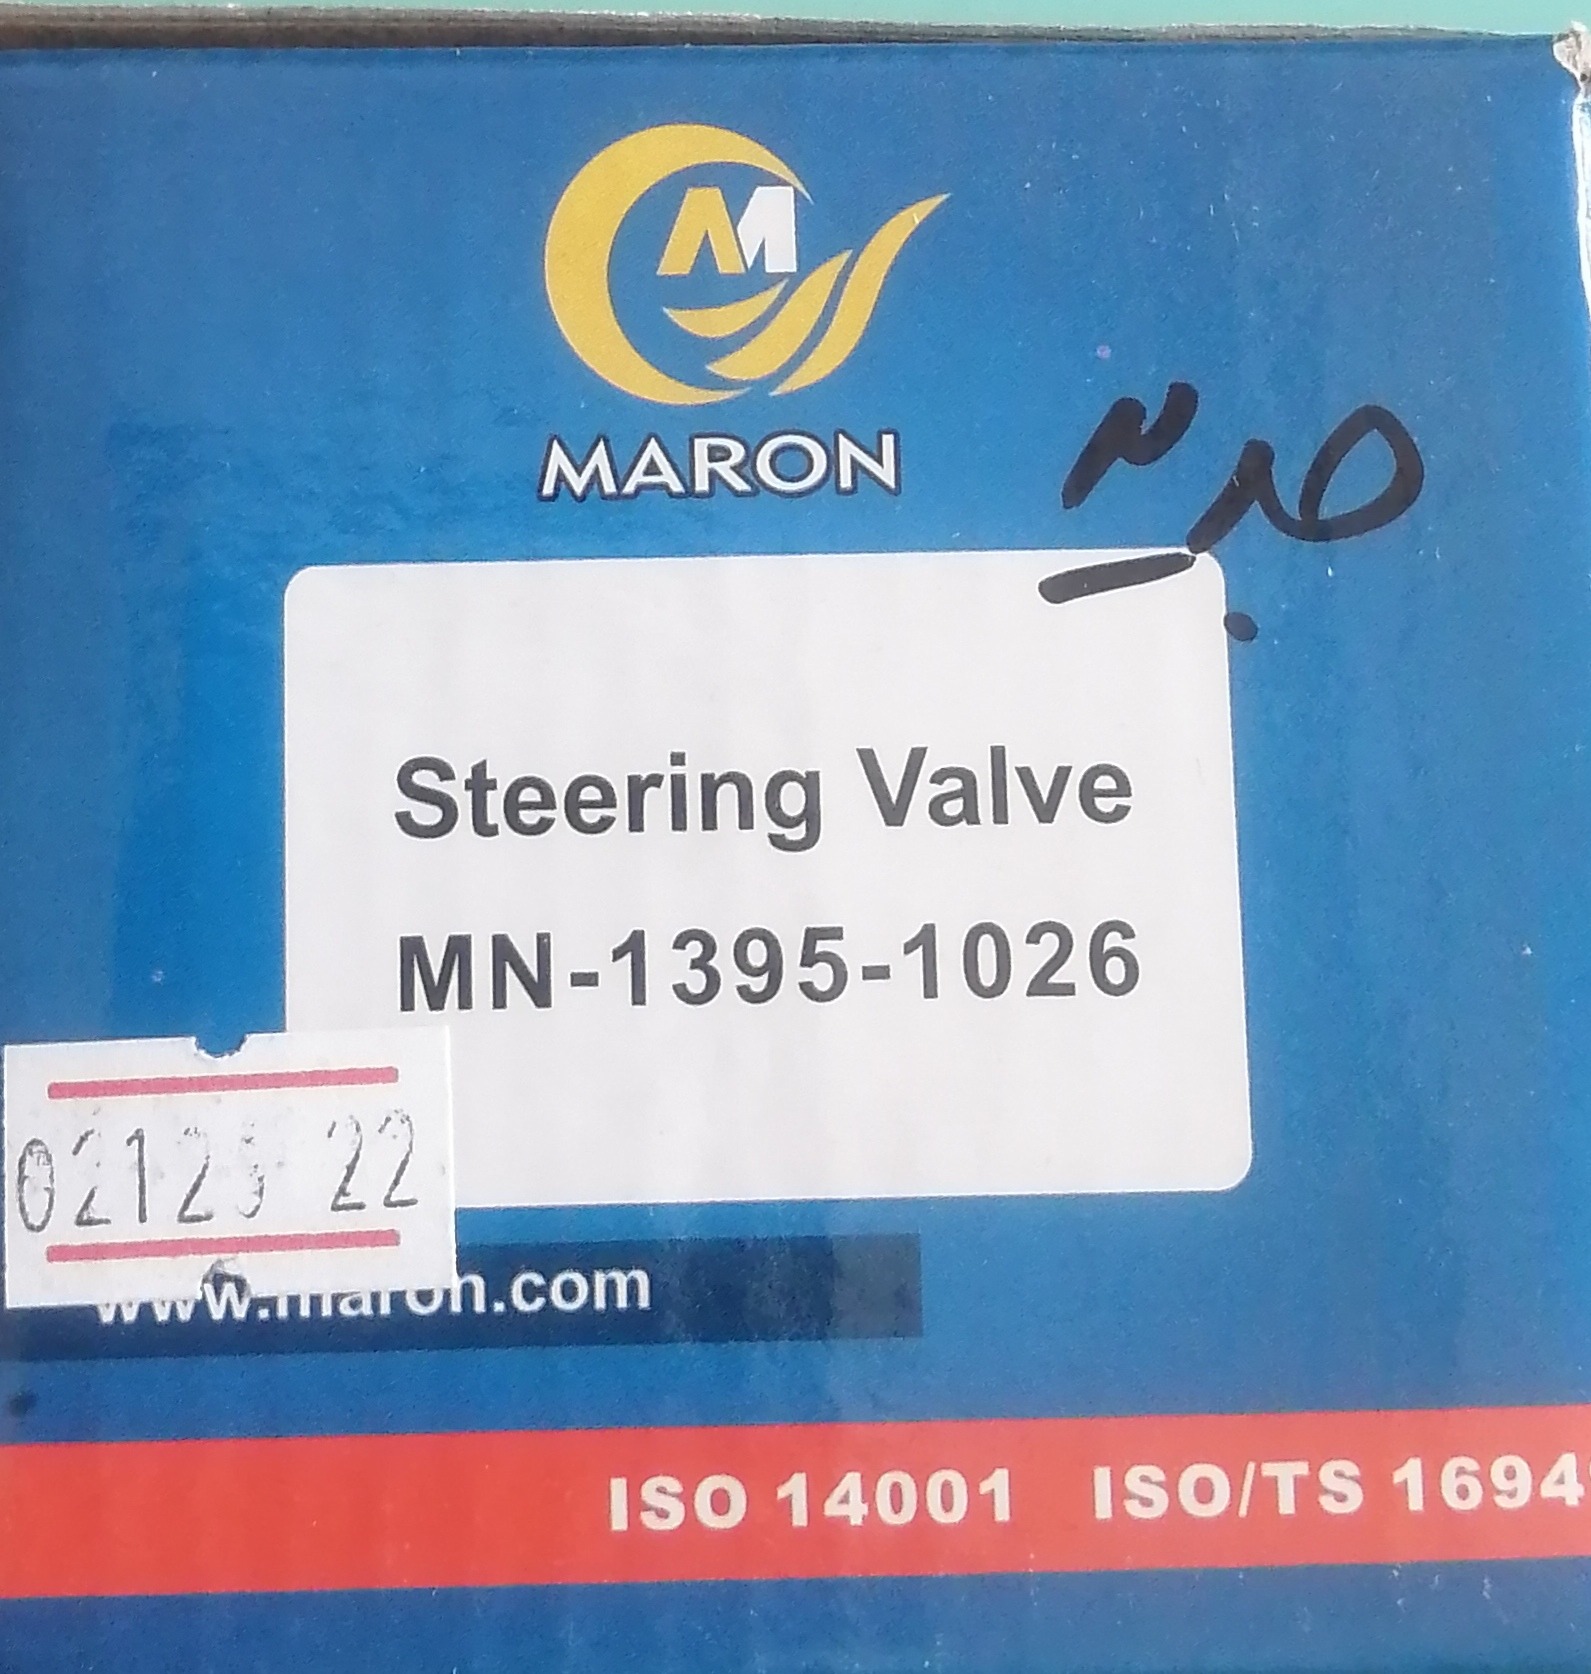 M
MARON
Steering Valve
MN-1395-1026
www.maron.com
ISO 14001 ISO/TS 1694